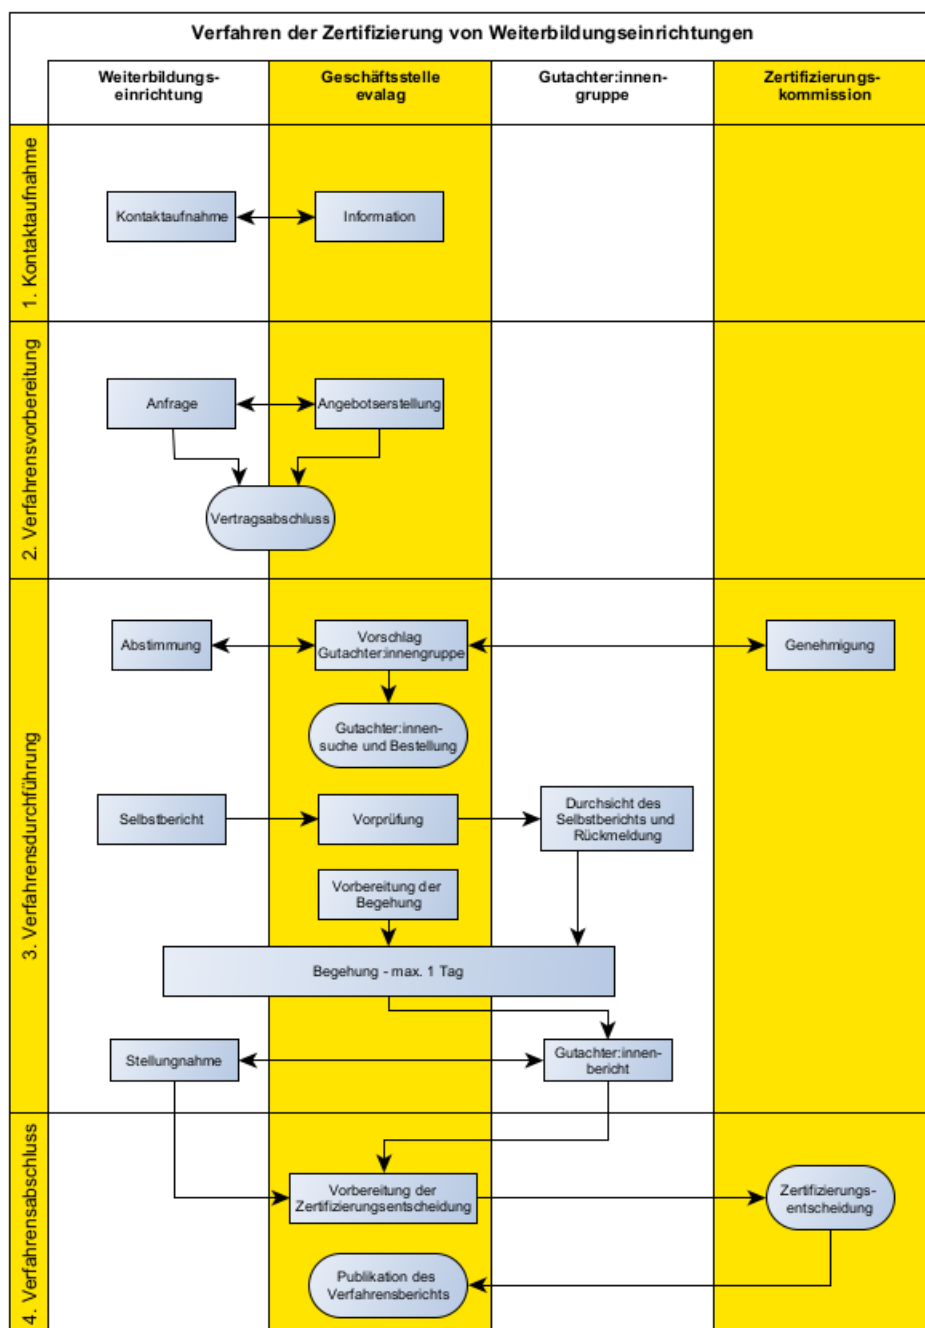 Verfahren der Zertifizierung von Weiterbildungseinrichtungen
Weiterbildungs-
einrichtung
Geschäftsstelle
evalag
Gutachter:innen-
gruppe
Zertifizierungs-
kommission
1. Kontaktaufnahme
Kontaktaufnahme
Information
2. Verfahrensvorbereitung
Anfrage
Angebotserstellung
Vertragsabschluss
3. Verfahrensdurchführung
Abstimmung
Vorschlag
Gutachter:innengruppe
Genehmigung
Gutachter:innen-
suche und Bestellung
Selbstbericht
Vorprüfung
Durchsicht des
Selbstberichts und
Rückmeldung
Vorbereitung der
Begehung
Begehung - max. 1 Tag
Stellungnahme
Gutachter:innen-
bericht
4. Verfahrensabschluss
Vorbereitung der
Zertifizierungsentscheidung
Zertifizierungs-
entscheidung
Publikation des
Verfahrensberichts